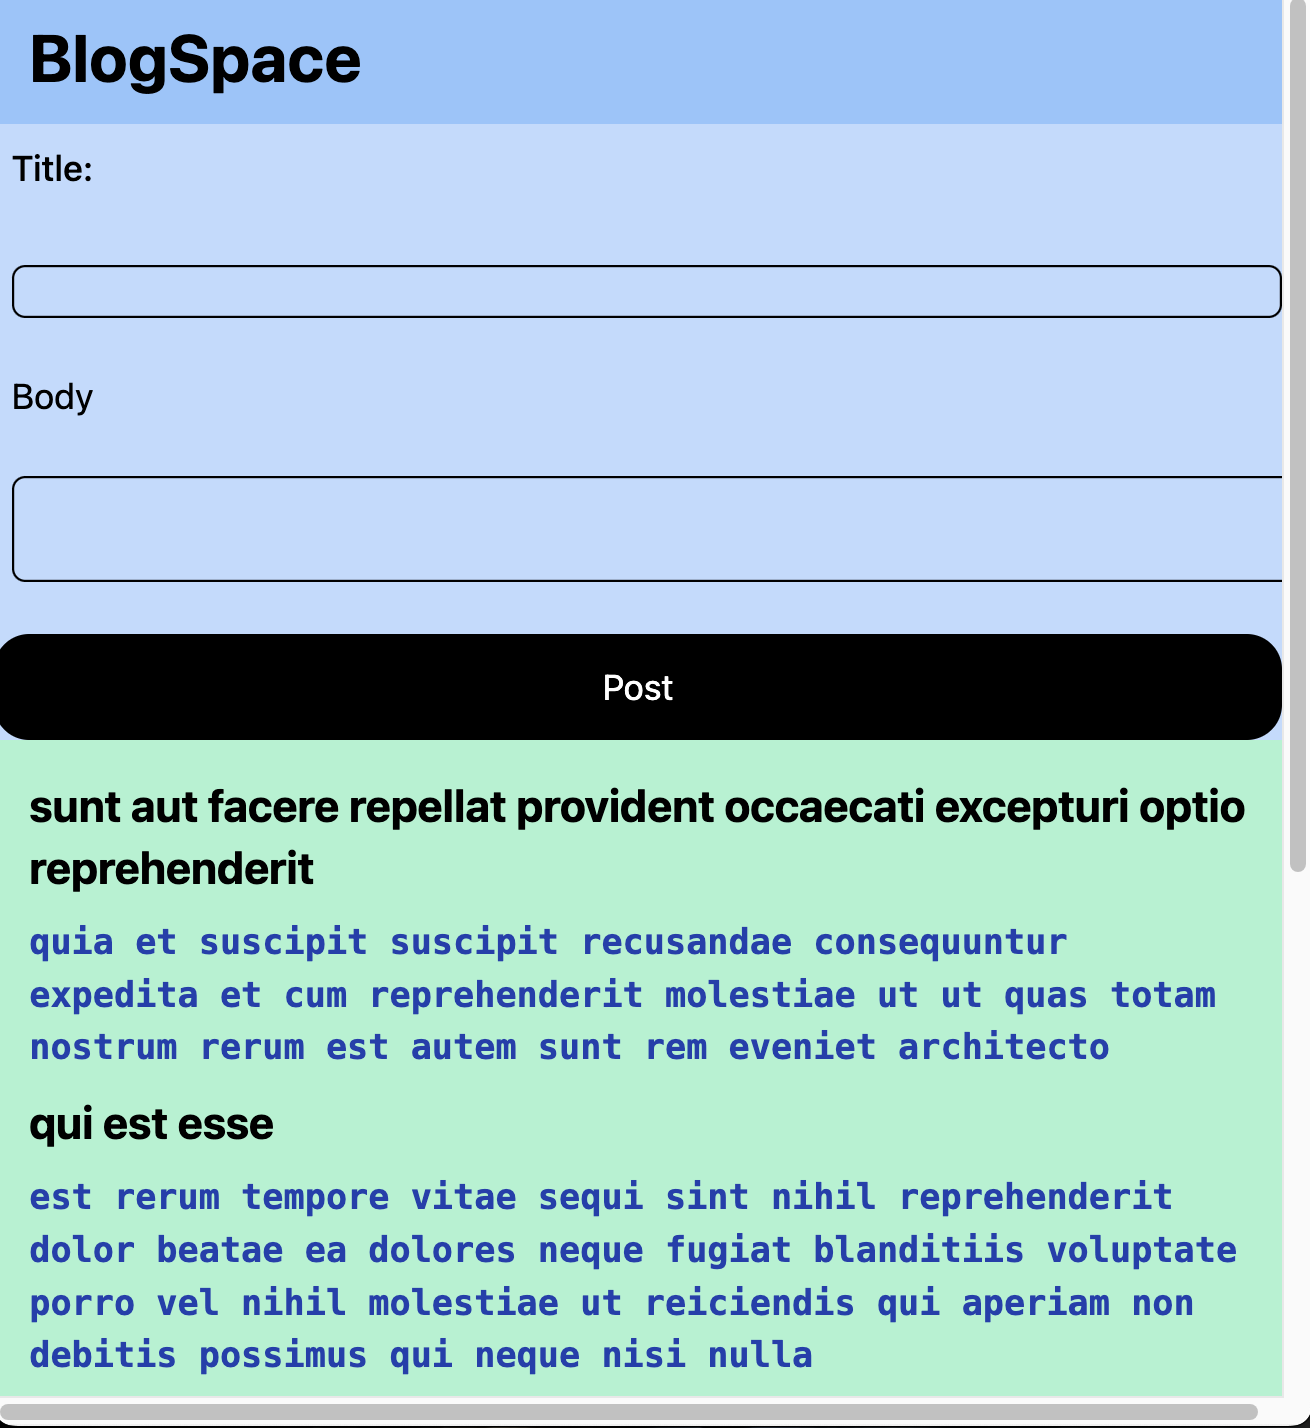 BlogSpace
Title:
Body
Post
sunt aut facere repellat provident occaecati excepturi optio
reprehenderit
quia et suscipit suscipit recusandae consequuntur
expedita et cum reprehenderit molestiae ut ut quas totam
nostrum rerum est autem sunt rem eveniet architecto
qui est esse
est rerum tempore vitae sequi sint nihil reprehenderit
dolor beatae ea dolores neque fugiat blanditiis voluptate
porro vel nihil molestiae ut reiciendis qui aperiam non
debitis possimus qui neque nisi nulla